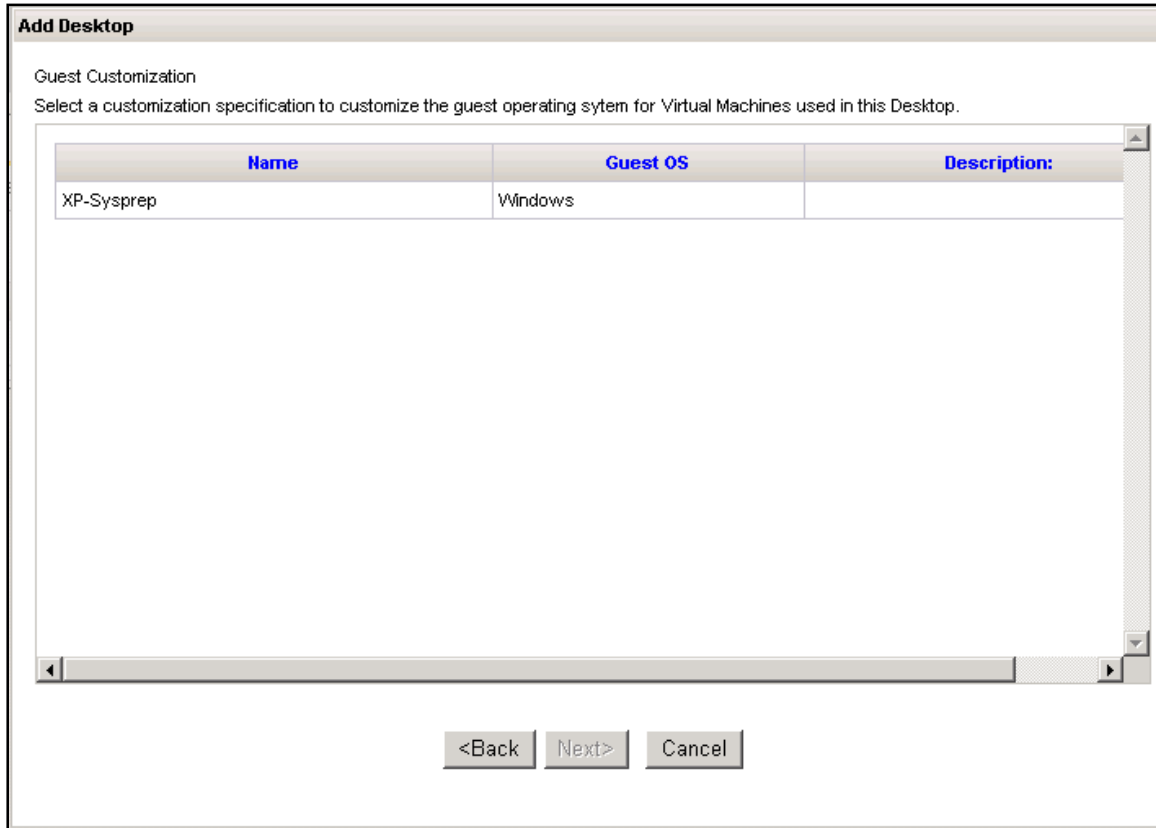 Add Desktop
Guest Customization
Select a customization specification to customize the guest operating sytem for Virtual Machines used in this Desktop.
Name Guest OS Description:
XP-Sysprep Windows
<Back Next> Cancel